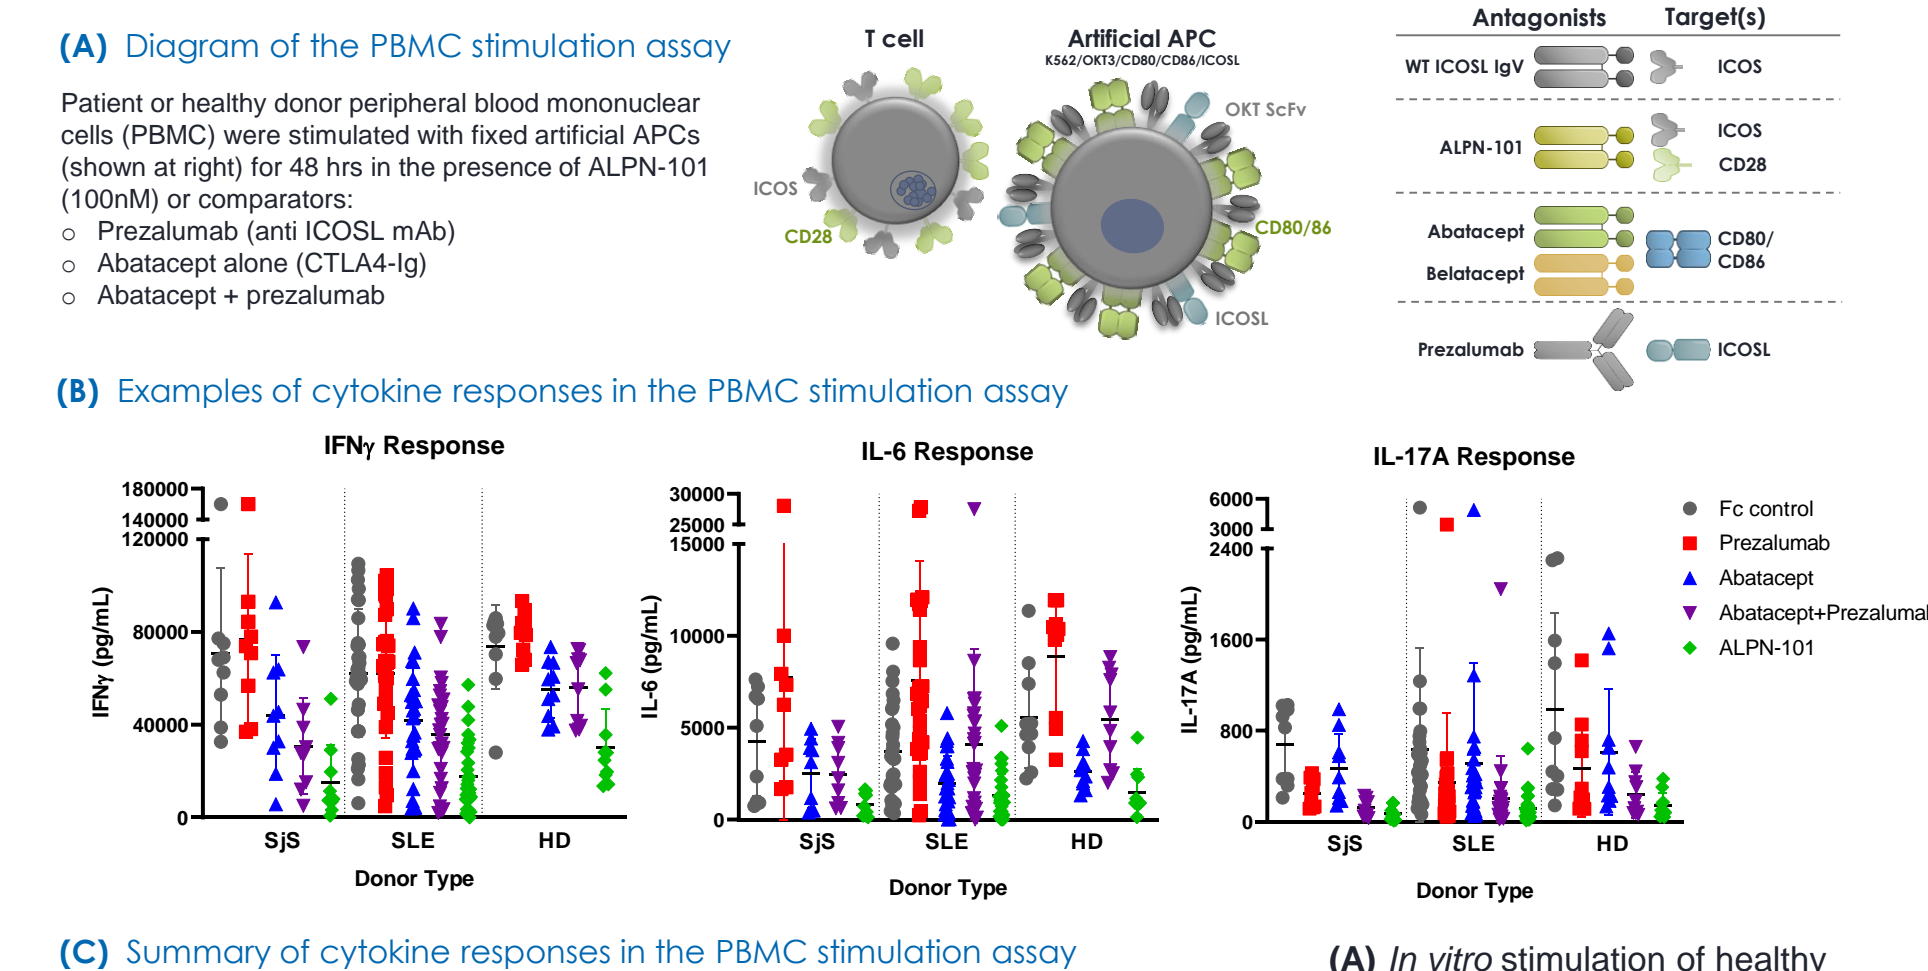 (A) Diagram of the PBMC stimulation assay
Patient or healthy donor peripheral blood mononuclear
cells (PBMC) were stimulated with fixed artificial APCs
(shown at right) for 48 hrs in the presence of ALPN-101
(100nM) or comparators:
o Prezalumab (anti ICOSL mAb)
o Abatacept alone (CTLA4-Ig)
o Abatacept + prezalumab
T cell
ICOS
CD28
Artificial APC
K562/OKT3/CD80/CD86/ICOSL
OKT ScFv
CD80/86
ICOSL
Antagonists Target(s)
WT ICOSL IgV ICOS
ALPN-101 ICOS
CD28
Abatacept CD80/
CD86
Belatacept
Prezalumab ICOSL
(B) Examples of cytokine responses in the PBMC stimulation assay
IFNγ Response
180000
140000
120000
80000
40000
0
IFNγ (pg/mL)
SjS SLE HD
Donor Type
IL-6 Response
30000
25000
15000
10000
5000
0
IL-6 (pg/mL)
SjS SLE HD
Donor Type
IL-17A Response
6000
3000
2400
1600
800
0
IL-17A (pg/mL)
SjS SLE HD
Donor Type
Fc control
Prezalumab
Abatacept
Abatacept+Prezalumal
ALPN-101
(C) Summary of cytokine responses in the PBMC stimulation assay
(A) In vitro stimulation of healthy